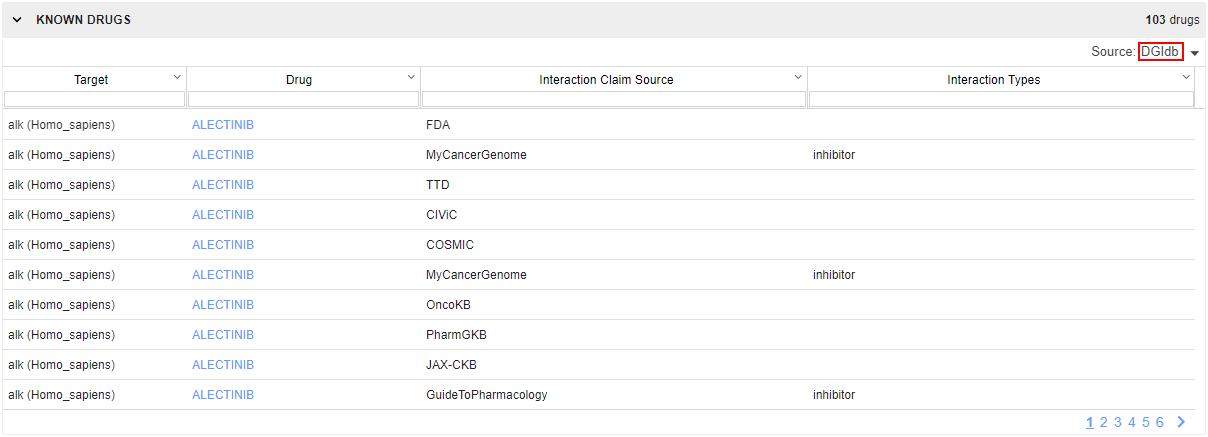 KNOWN DRUGS 103 drugs
Source: DGIdb
Target Drug Interaction Claim Source Interaction Types
alk (Homo_sapiens) ALECTINIB FDA
alk (Homo_sapiens) ALECTINIB MyCancerGenome inhibitor
alk (Homo_sapiens) ALECTINIB TTD
alk (Homo_sapiens) ALECTINIB CIViC
alk (Homo_sapiens) ALECTINIB COSMIC
alk (Homo_sapiens) ALECTINIB MyCancerGenome inhibitor
alk (Homo_sapiens) ALECTINIB OncoKB
alk (Homo_sapiens) ALECTINIB PharmGKB
alk (Homo_sapiens) ALECTINIB JAX-CKB
alk (Homo_sapiens) ALECTINIB GuideToPharmacology inhibitor
1 2 3 4 5 6